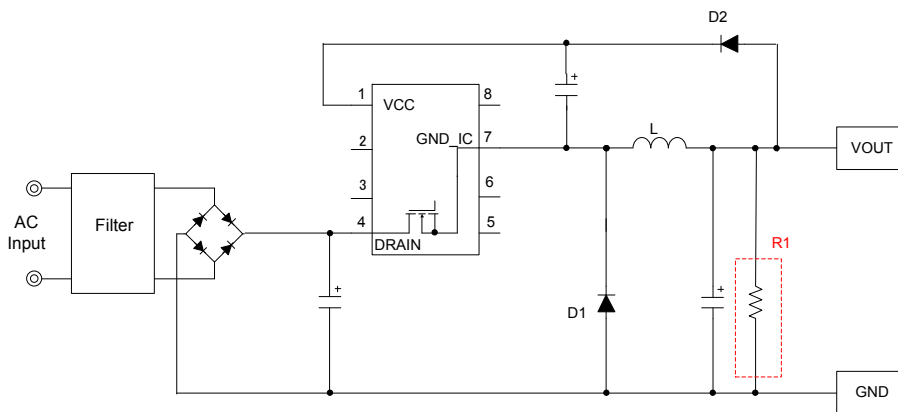 D2
+
1
VCC
8
2
GND_IC
7
L
VOUT
3
6
AC
Input
Filter
4
DRAIN
5
R1
+
D1
+
GND